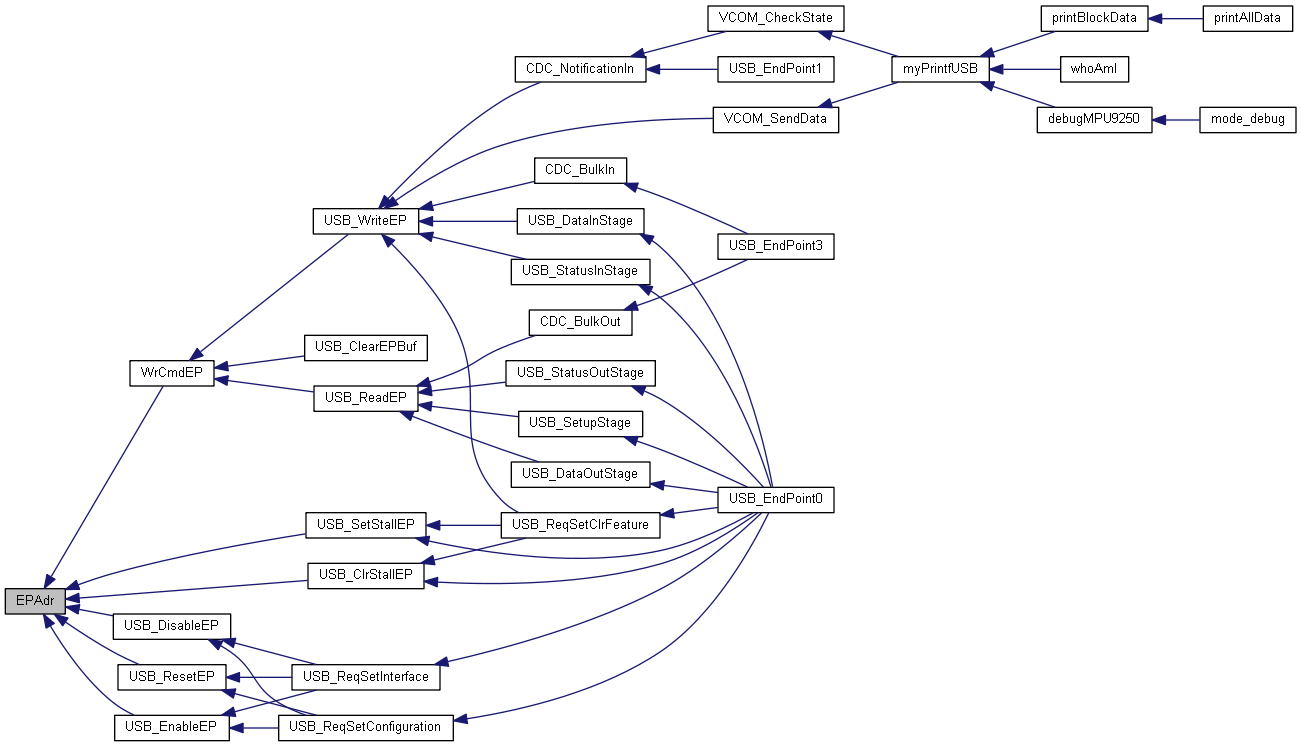 VCOM_CheckState
printBlockData
printAllData
CDC_NotificationIn
USB_EndPoint1
myPrintfUSB
whoAmI
VCOM_SendData
debugMPU9250
mode_debug
CDC_BulkIn
USB_WriteEP
USB_DataInStage
USB_EndPoint3
USB_StatusInStage
CDC_BulkOut
USB_ClearEPBuf
WrCmdEP
USB_StatusOutStage
USB_ReadEP
USB_SetupStage
USB_DataOutStage
USB_EndPoint0
USB_SetStallEP
USB_ReqSetClrFeature
USB_ClrStallEP
EPAdr
USB_DisableEP
USB_ResetEP
USB_ReqSetInterface
USB_EnableEP
USB_ReqSetConfiguration